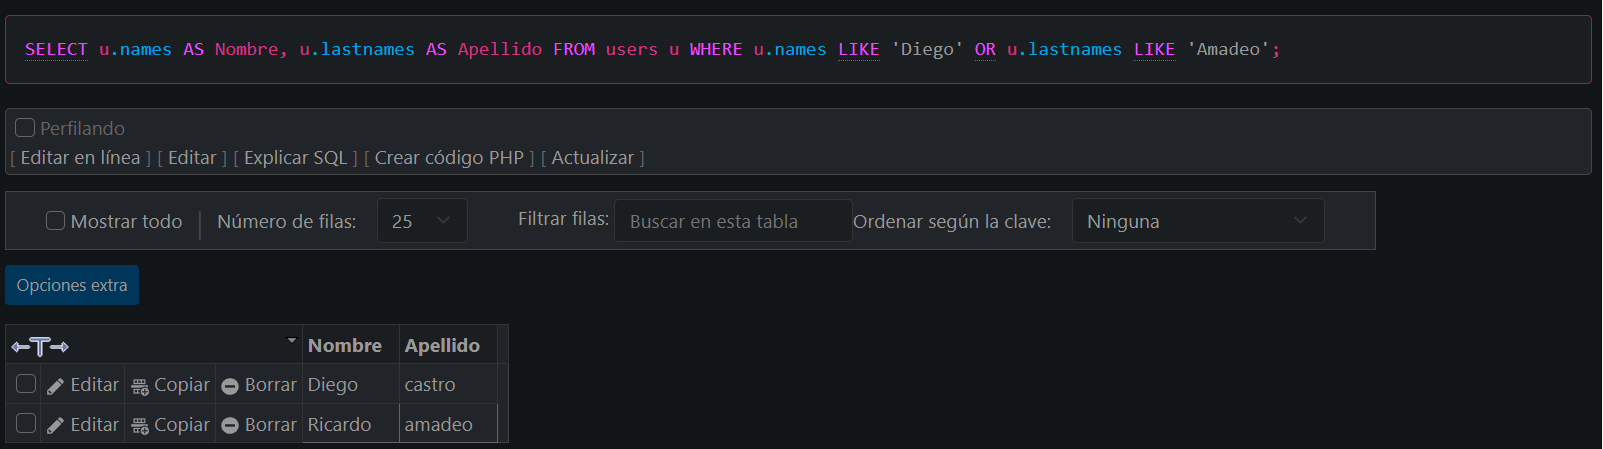 SELECT u.names AS Nombre, u.lastnames AS Apellido FROM users u WHERE u.names LIKE 'Diego' OR u.lastnames LIKE 'Amadeo';
Perfilando
[ Editar en línea ] [ Editar ] [ Explicar SQL ] [ Crear código PHP ] [ Actualizar ]
Mostrar todo | Número de filas: 25 Filtrar filas: Buscar en esta tabla Ordenar según la clave: Ninguna
Opciones extra
Nombre Apellido
Editar Copiar Borrar Diego castro
Editar Copiar Borrar Ricardo amadeo